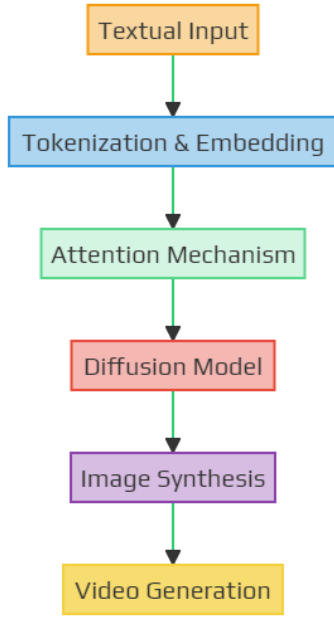 Textual Input
Tokenization & Embedding
Attention Mechanism
Diffusion Model
Image Synthesis
Video Generation